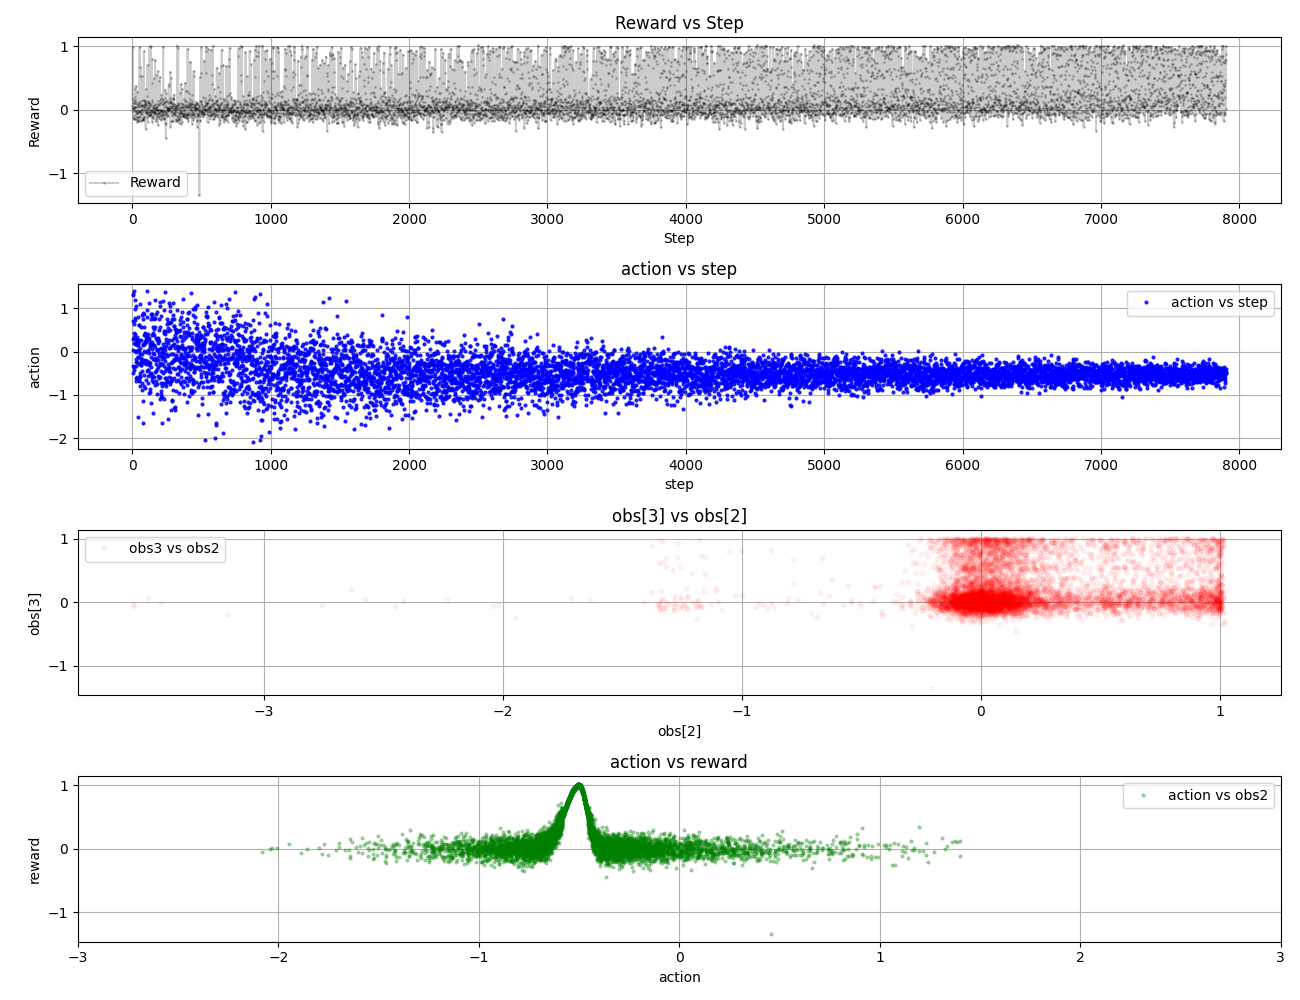 Reward vs Step
1
0
−1
Reward
Reward
0 1000 2000 3000 4000 5000 6000 7000 8000
Step
action vs step
1
0
−1
−2
action
action vs step
0 1000 2000 3000 4000 5000 6000 7000 8000
step
obs[3] vs obs[2]
1
0
−1
obs[3]
obs3 vs obs2
−3 −2 −1 0 1
obs[2]
action vs reward
1
0
−1
reward
action vs obs2
−3 −2 −1 0 1 2 3
action